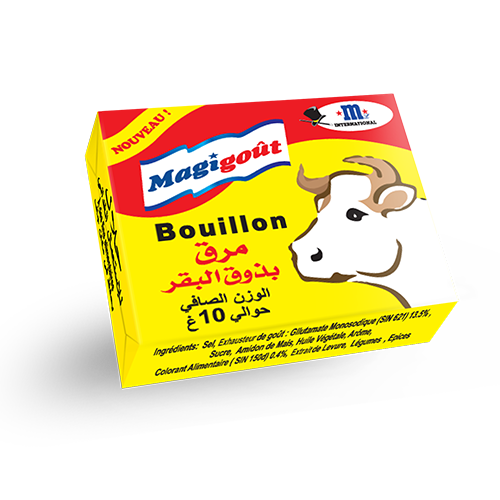 NOUVEAU !
M
INTERNATIONAL
Magigoût
Bouillon
مرق
بذوق البقر
الوزن الصافي
حوالي 10 غ
Ingrédients: Sel, Exhausteur de goût : Gllutamate Monosodique (SIN 621) 13.5%,
Sucre, Amidon de Mais, Huile Végétale, Arôme,
Colorant Alimentaire ( SIN 150d) 0.4%, Extrait de Levure, Légumes , Epices